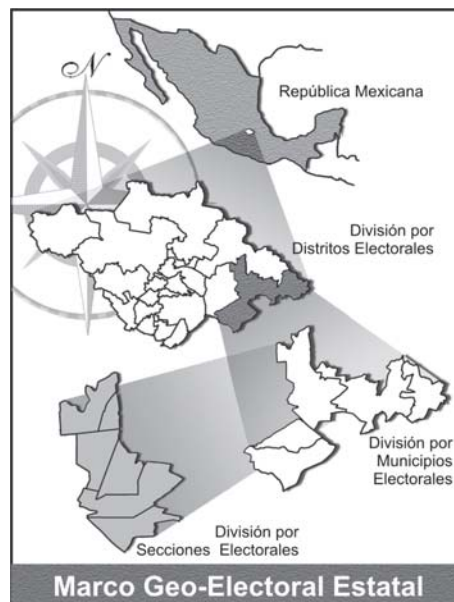 N
República Mexicana
División por
Distritos Electorales
División por
Municipios
Electorales
División por
Secciones Electorales
Marco Geo-Electoral Estatal